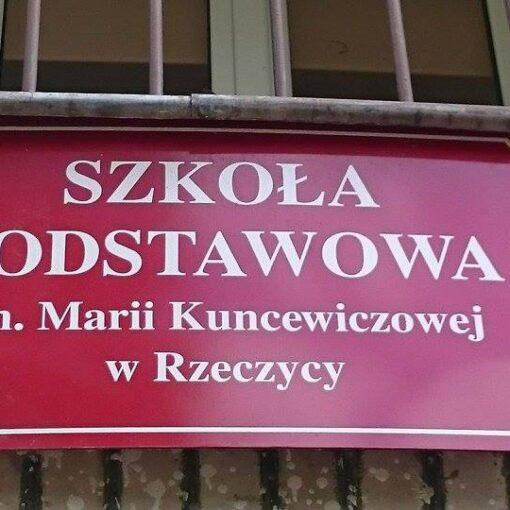 SZKOŁA
ODSTAWOWA
. Marii Kuncewiczowej
w Rzeczycy